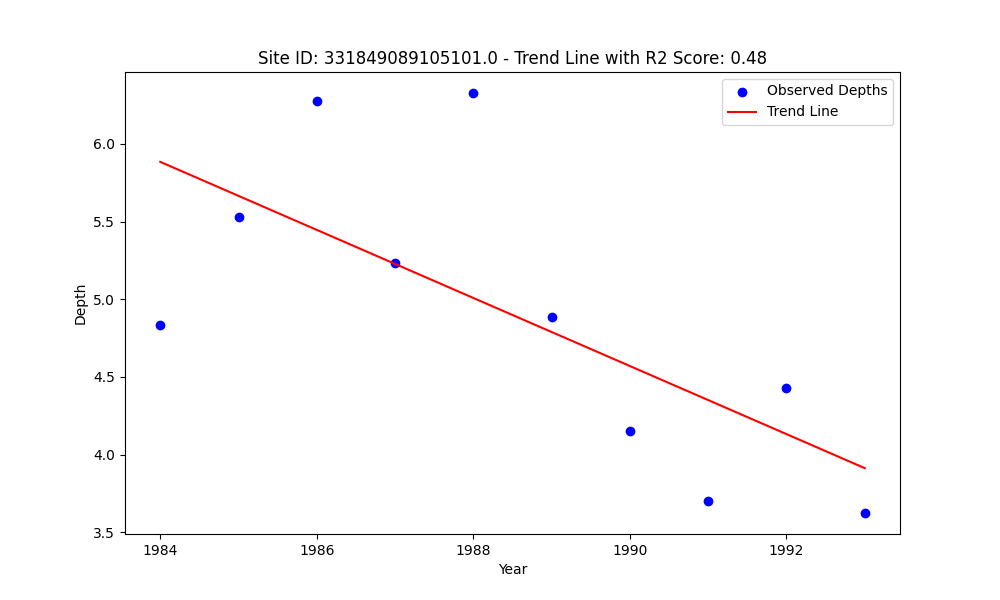 Site ID: 331849089105101.0 - Trend Line with R2 Score: 0.48
Observed Depths
Trend Line
6.0
5.5
5.0
4.5
4.0
3.5
Depth
1984
1986
1988
1990
1992
Year